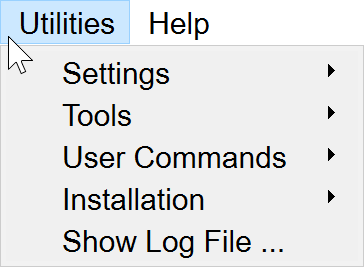 Utilities Help
Settings
Tools
User Commands
Installation
Show Log File ...